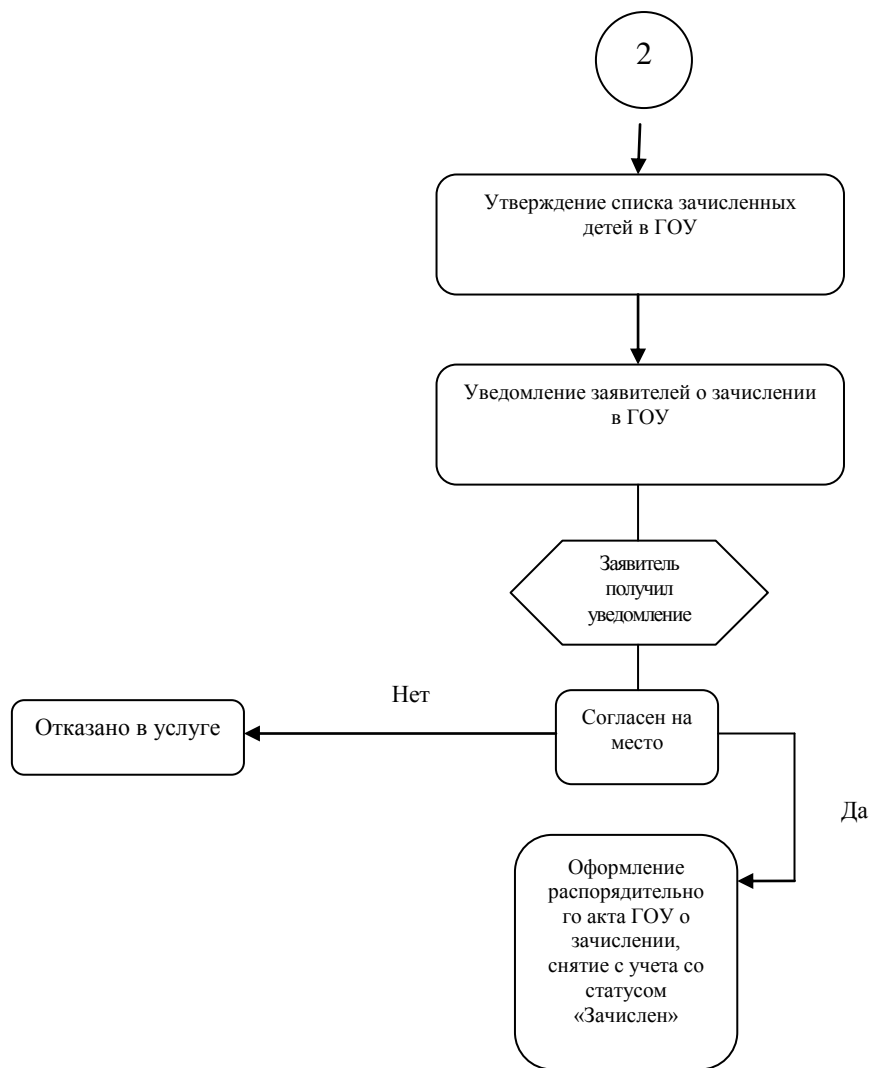 2
Утверждение списка зачисленных
детей в ГОУ
Уведомление заявителей о зачислении
в ГОУ
Заявитель
получил
уведомление
Нет
Отказано в услуге
Согласен на
место
Да
Оформление
распорядительно
го акта ГОУ о
зачислении,
снятие с учета со
статусом
«Зачислен»